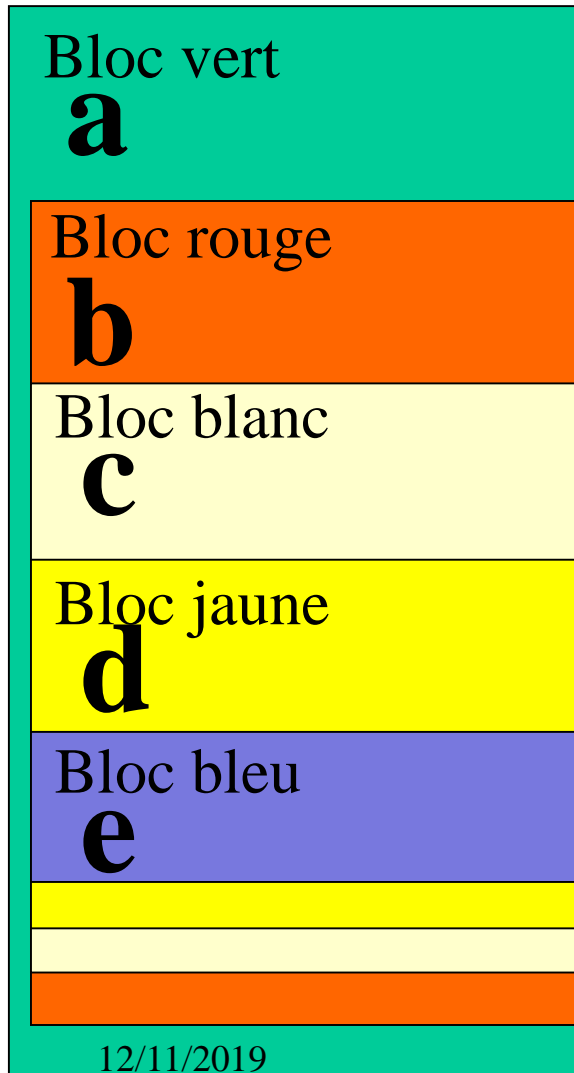 Bloc vert
a
Bloc rouge
b
Bloc blanc
c
Bloc jaune
d
Bloc bleu
e
12/11/2019